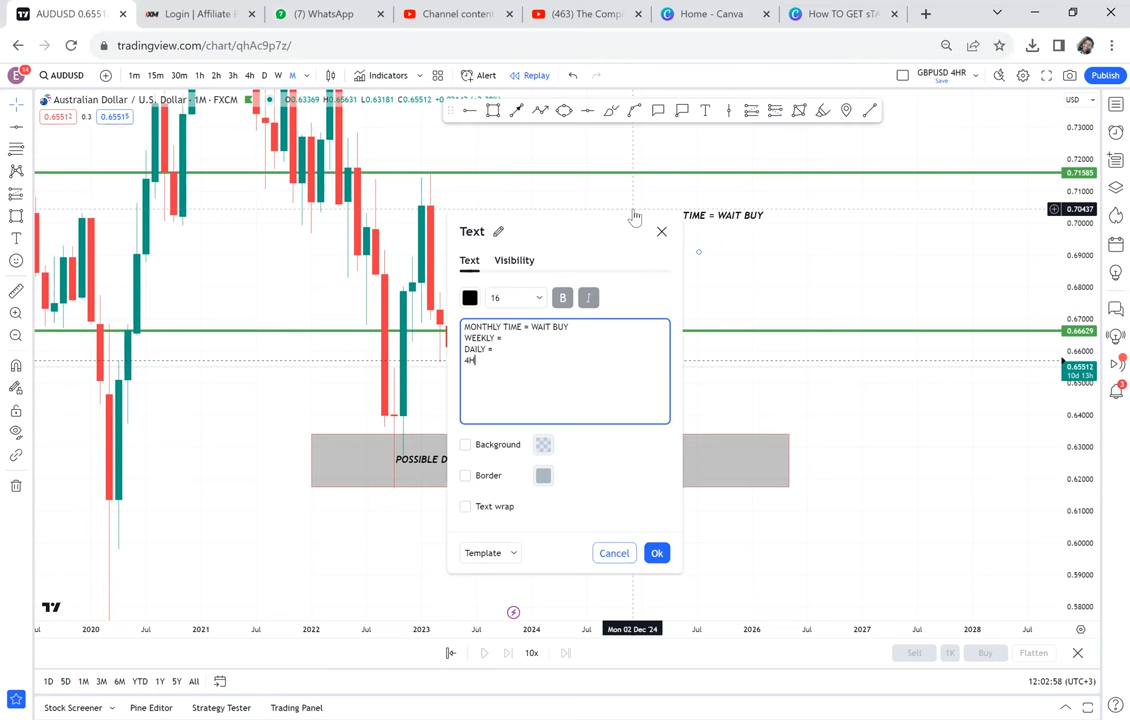 AUDUSD 0.6551
Login | Affiliate P
(7) WhatsApp
Channel content
(463) The Compl
Home - Canva
How TO GET sTA
tradingview.com/chart/qhAc9p7z/
E
14
AUDUSD
1m 15m 30m 1h 2h 3h 4h D W M
Indicators
Alert
Replay
GBPUSD 4HR
Save
Publish
Australian Dollar / U.S. Dollar · 1M · FXCM
O0.63369 H0.65631 L0.63181 C0.65512
0.65512 0.3 0.65515
USD
0.73000
0.72000
0.71585
0.71000
0.70437
0.69000
0.68000
0.67000
0.66629
0.66000
0.65512
10d 13h
0.65000
0.64000
0.63000
0.62000
0.61000
0.60000
0.59000
0.58000
TIME = WAIT BUY
POSSIBLE D
Text
Text Visibility
16
B
I
MONTHLY TIME = WAIT BUY
WEEKLY =
DAILY =
4H
Background
Border
Text wrap
Template
Cancel
Ok
3
Jul 2020 Jul 2021 Jul 2022 Jul 2023 Jul 2024 Mon 02 Dec '24 Jul 2026 Jul 2027 Jul 2028 Jul
10x
Sell 1K Buy Flatten
1D 5D 1M 3M 6M YTD 1Y 5Y All
12:02:58 (UTC+3)
Stock Screener
Pine Editor
Strategy Tester
Trading Panel